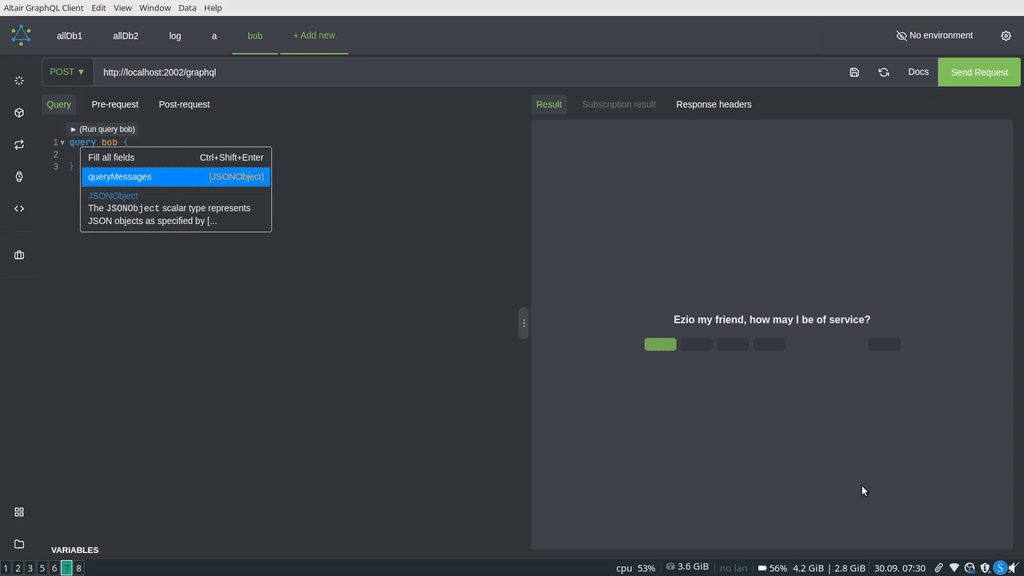 Altair GraphQL Client Edit View Window Data Help
allDb1 allDb2 log a bob + Add new No environment
POST ▼ http://localhost:2002/graphql Docs Send Request
Query Pre-request Post-request Result Subscription result Response headers
► (Run query bob)
1 query bob {
2
3 }
Fill all fields Ctrl+Shift+Enter
queryMessages [JSONObject]
JSONObject
The JSONObject scalar type represents
JSON objects as specified by [...
Ezio my friend, how may I be of service?
VARIABLES
1 2 3 5 6 7 8 cpu 53% 3.6 GiB no lan 56% 4.2 GiB | 2.8 GiB 30.09. 07:30 S